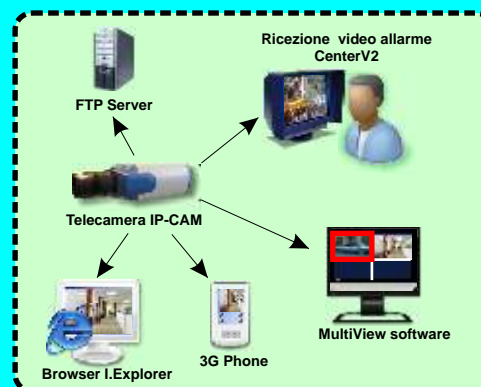 Ricezione video allarme
CenterV2
FTP Server
Telecamera IP-CAM
MultiView software
3G Phone
Browser I.Explorer